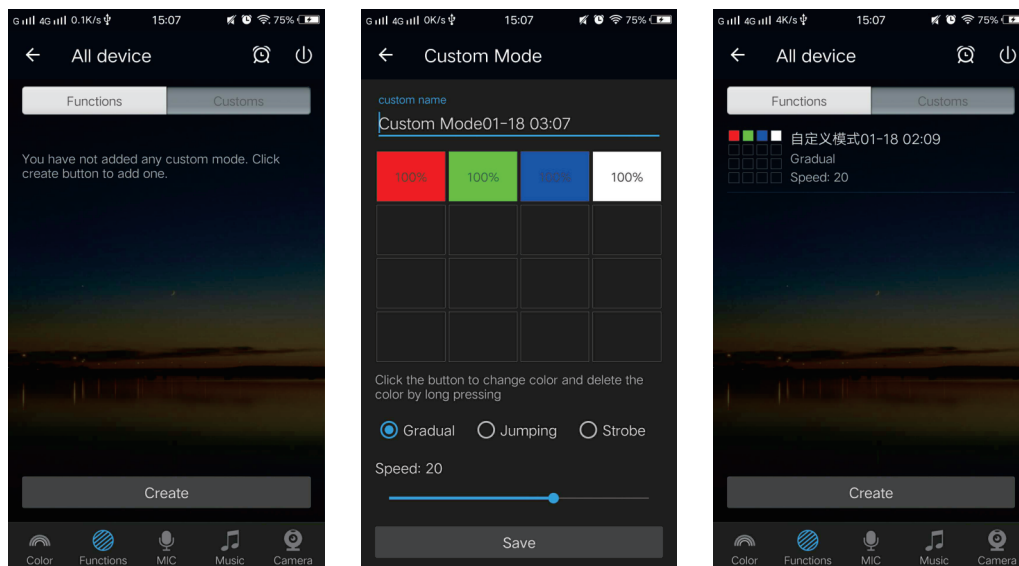 G 4G 0.1K/s 15:07 75%
All device
Functions Customs
You have not added any custom mode. Click
create button to add one.
Create
Color Functions MIC Music Camera
G 4G 0K/s 15:07 75%
Custom Mode
custom name
Custom Mode01-18 03:07
100% 100% 100% 100%
Click the button to change color and delete the
color by long pressing
Gradual Jumping Strobe
Speed: 20
Save
G 4G 4K/s 15:07 75%
All device
Functions Customs
自定义模式01-18 02:09
Gradual
Speed: 20
Create
Color Functions MIC Music Camera